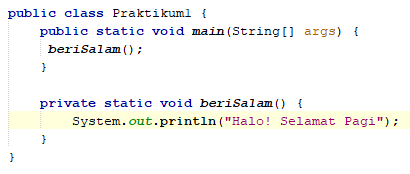 public class Praktikum1 {
    public static void main(String[] args) {
     beriSalam();
    }

    private static void beriSalam() {
        System.out.println("Halo! Selamat Pagi");
    }
}